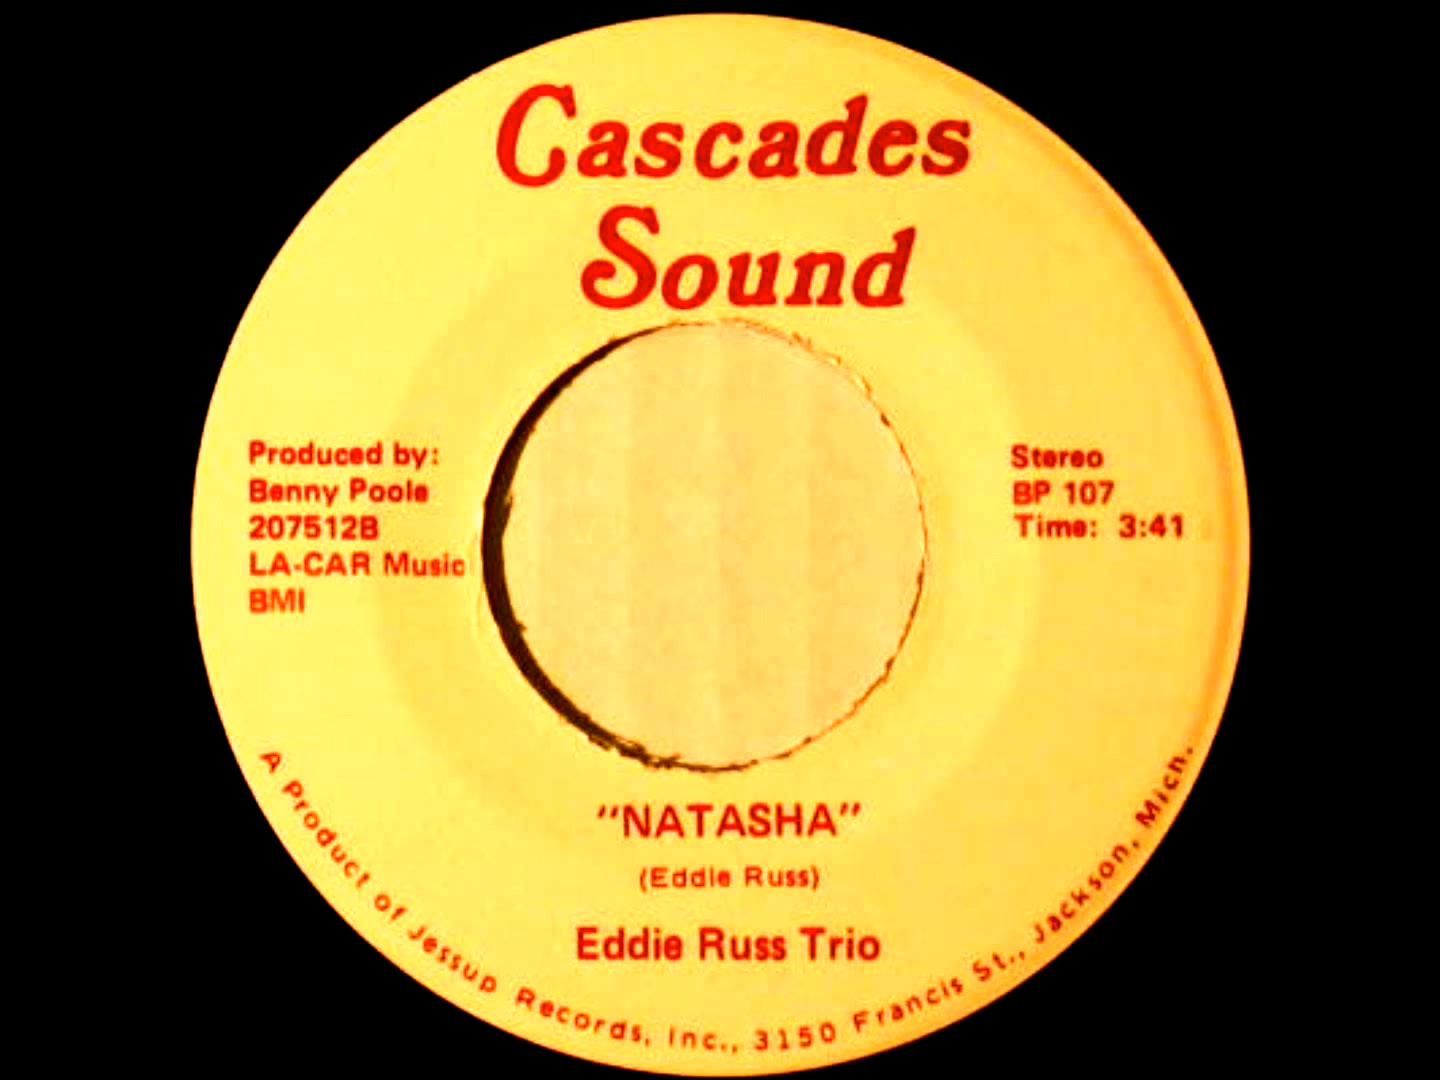 Cascades
Sound
Produced by:
Benny Poole
207512B
LA-CAR Music
BMI
Stereo
BP 107
Time: 3:41
"NATASHA"
(Eddie Russ)
Eddie Russ Trio
A Product of Jessup Records, Inc., 3150 Francis St., Jackson, Mich.